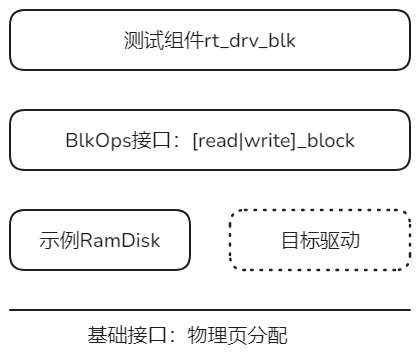 测试组件rt_drv_blk
BlkOps接口：[read|write]_block
示例RamDisk
目标驱动
基础接口：物理页分配